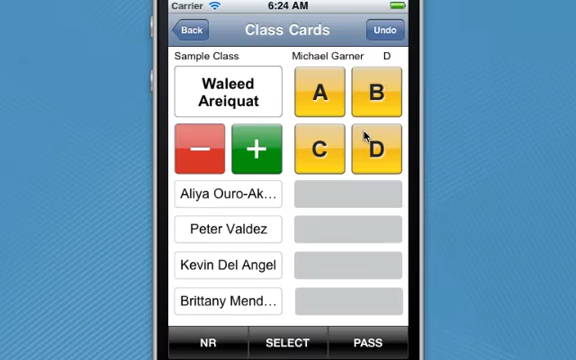 Carrier 6:24 AM
Back Class Cards Undo
Sample Class Michael Garner D
Waleed
Areiquat
A B
− + C D
Aliya Ouro-Ak...
Peter Valdez
Kevin Del Angel
Brittany Mend...
NR SELECT PASS